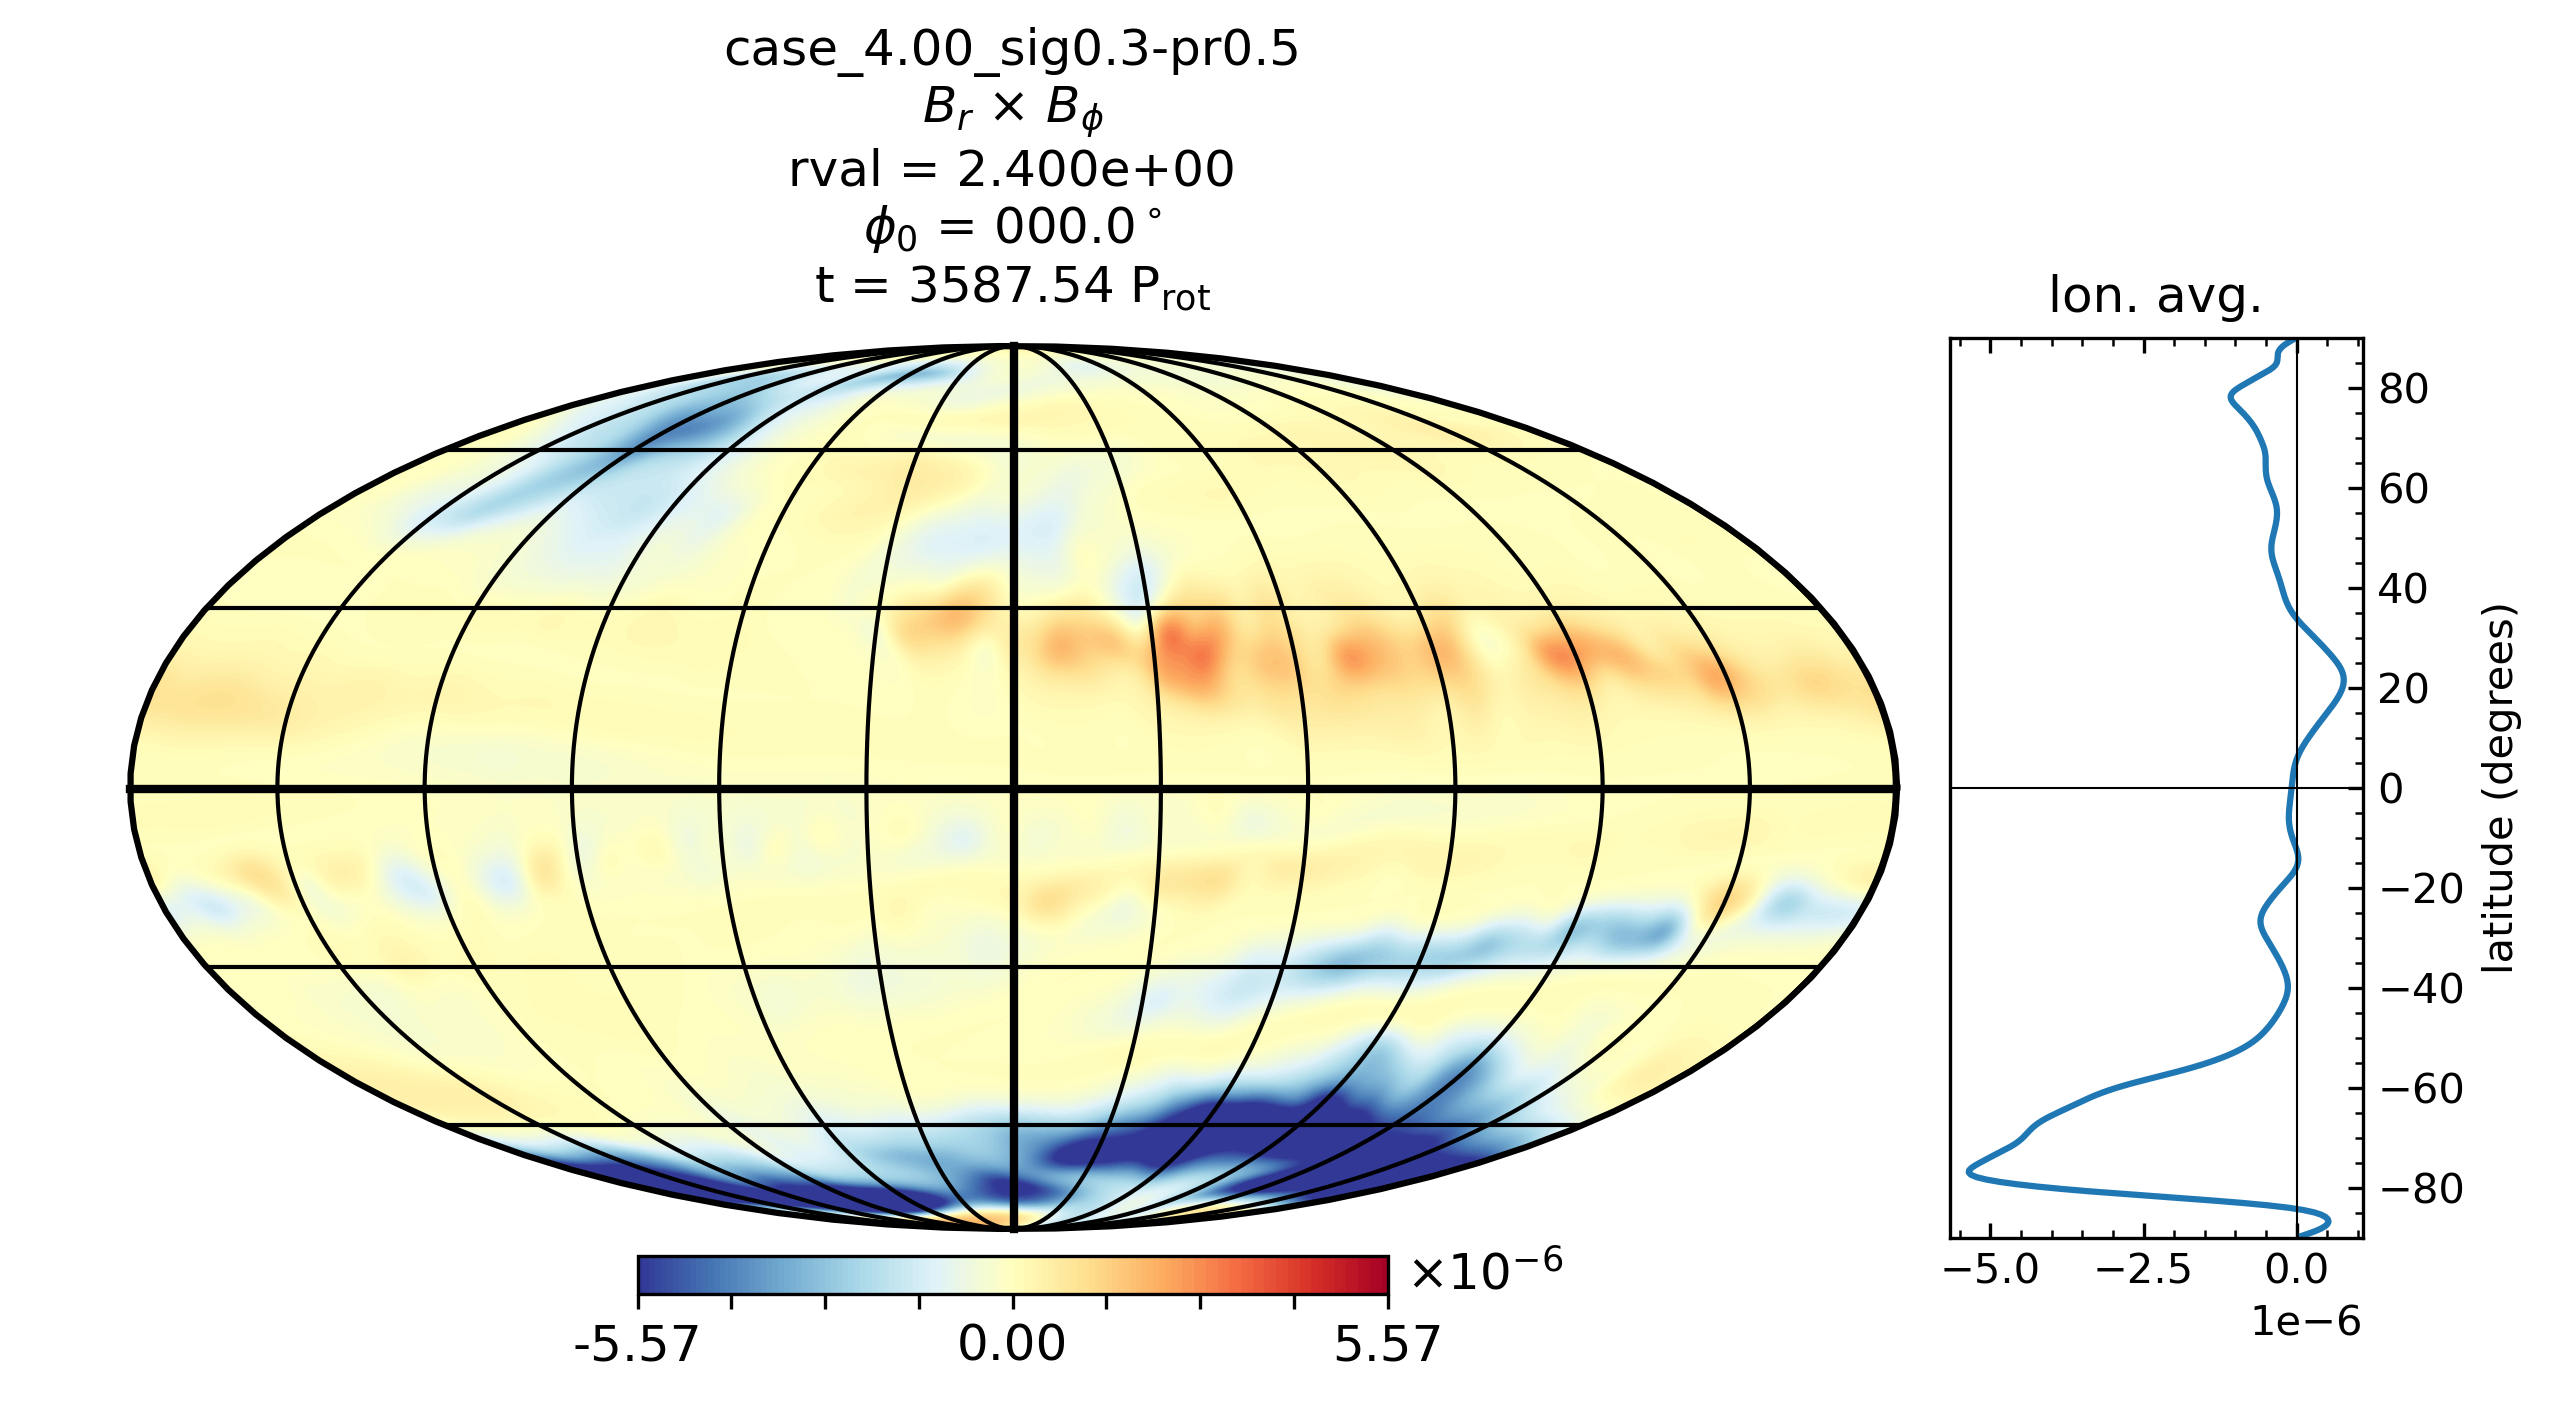 case_4.00_sig0.3-pr0.5
B_r × B_ϕ
rval = 2.400e+00
ϕ_0 = 000.0°
t = 3587.54 P_rot
lon. avg.
80
60
40
20
0
−20
−40
−60
−80
latitude (degrees)
−5.0 −2.5 0.0
1e−6
×10^−6
-5.57 0.00 5.57